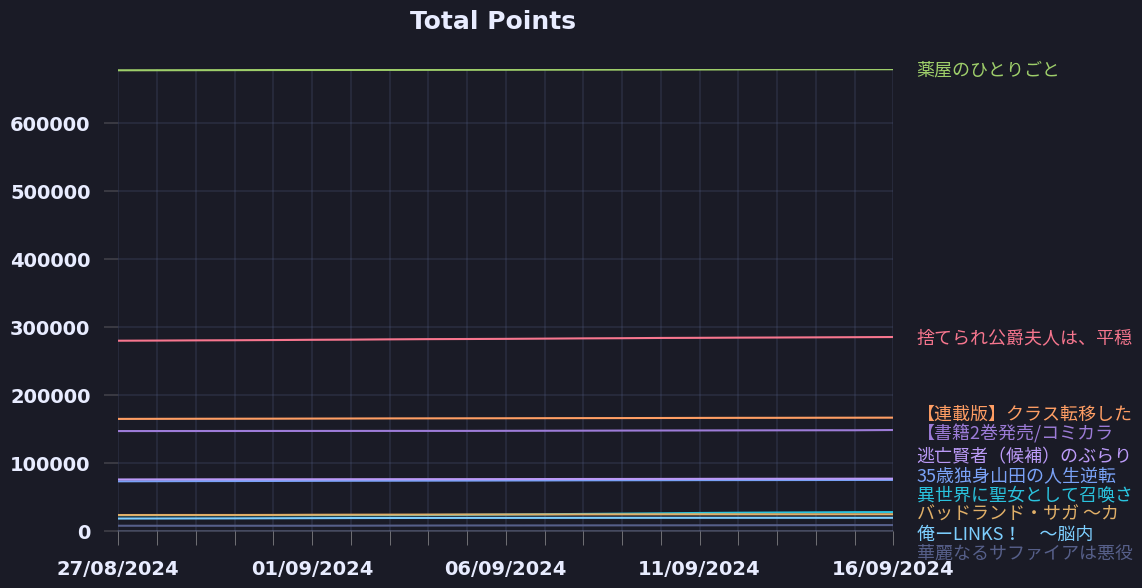 Total Points
薬屋のひとりごと
600000
500000
400000
300000
捨てられ公爵夫人は、平穏
200000
【連載版】クラス転移した
【書籍2巻発売/コミカラ
100000
逃亡賢者（候補）のぶらり
35歳独身山田の人生逆転
異世界に聖女として召喚さ
バッドランド・サガ ～カ
0
俺ーLINKS！　～脳内
華麗なるサファイアは悪役
27/08/2024 01/09/2024 06/09/2024 11/09/2024 16/09/2024